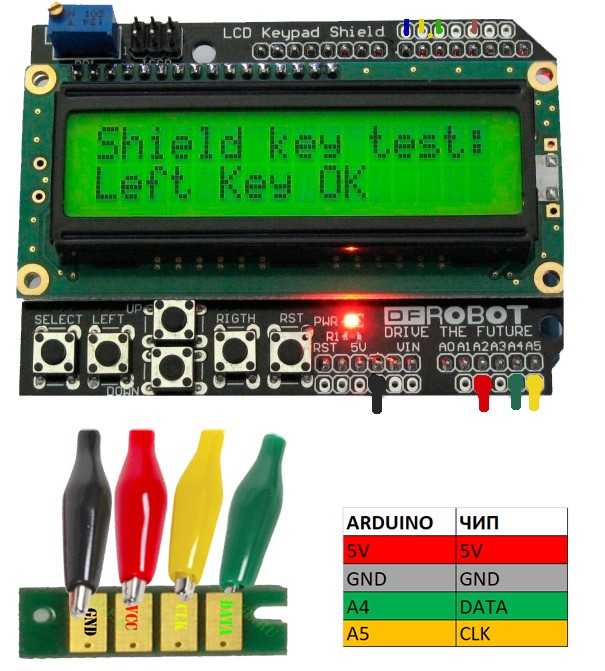 LCD Keypad Shield
Shield key test:
Left Key OK
SELECT LEFT UP RIGTH RST
DOWN
PWR
DFROBOT
DRIVE THE FUTURE
RST 5V VIN A0A1A2A3A4A5
GND VCC CLK DATA
ARDUINO ЧИП
5V 5V
GND GND
A4 DATA
A5 CLK